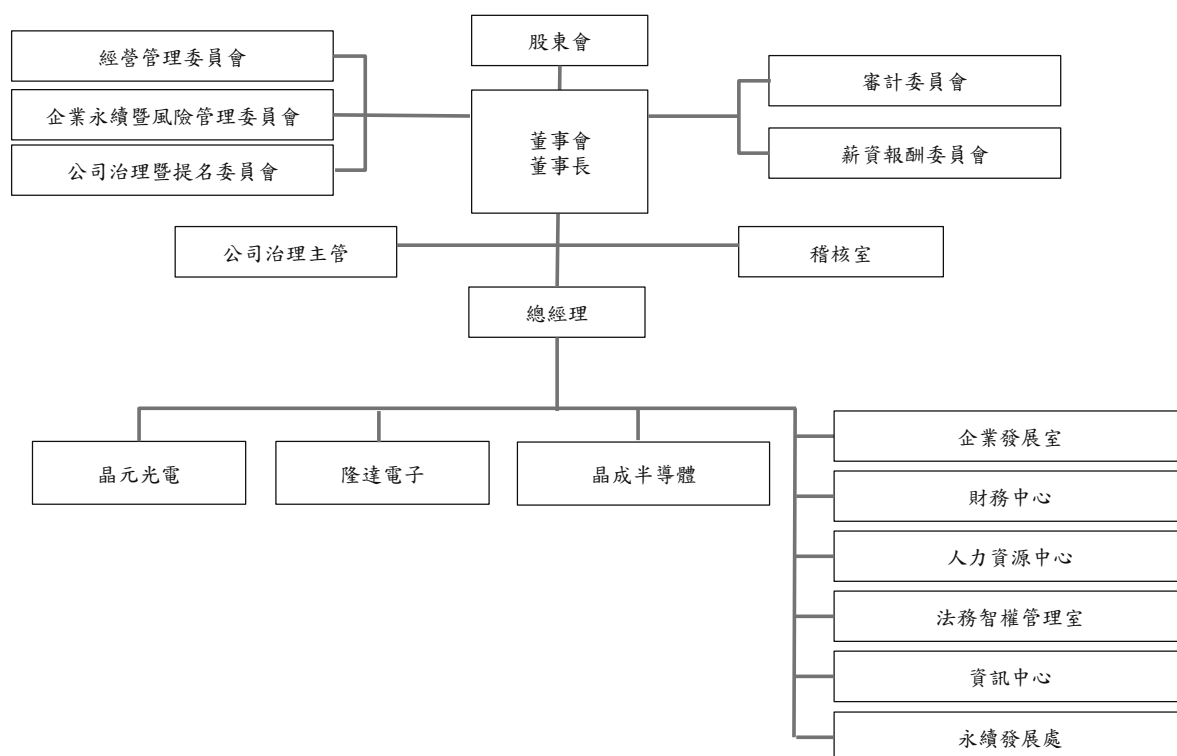 股東會
經營管理委員會
企業永續暨風險管理委員會
公司治理暨提名委員會
董事會
董事長
審計委員會
薪資報酬委員會
公司治理主管
稽核室
總經理
晶元光電
隆達電子
晶成半導體
企業發展室
財務中心
人力資源中心
法務智權管理室
資訊中心
永續發展處